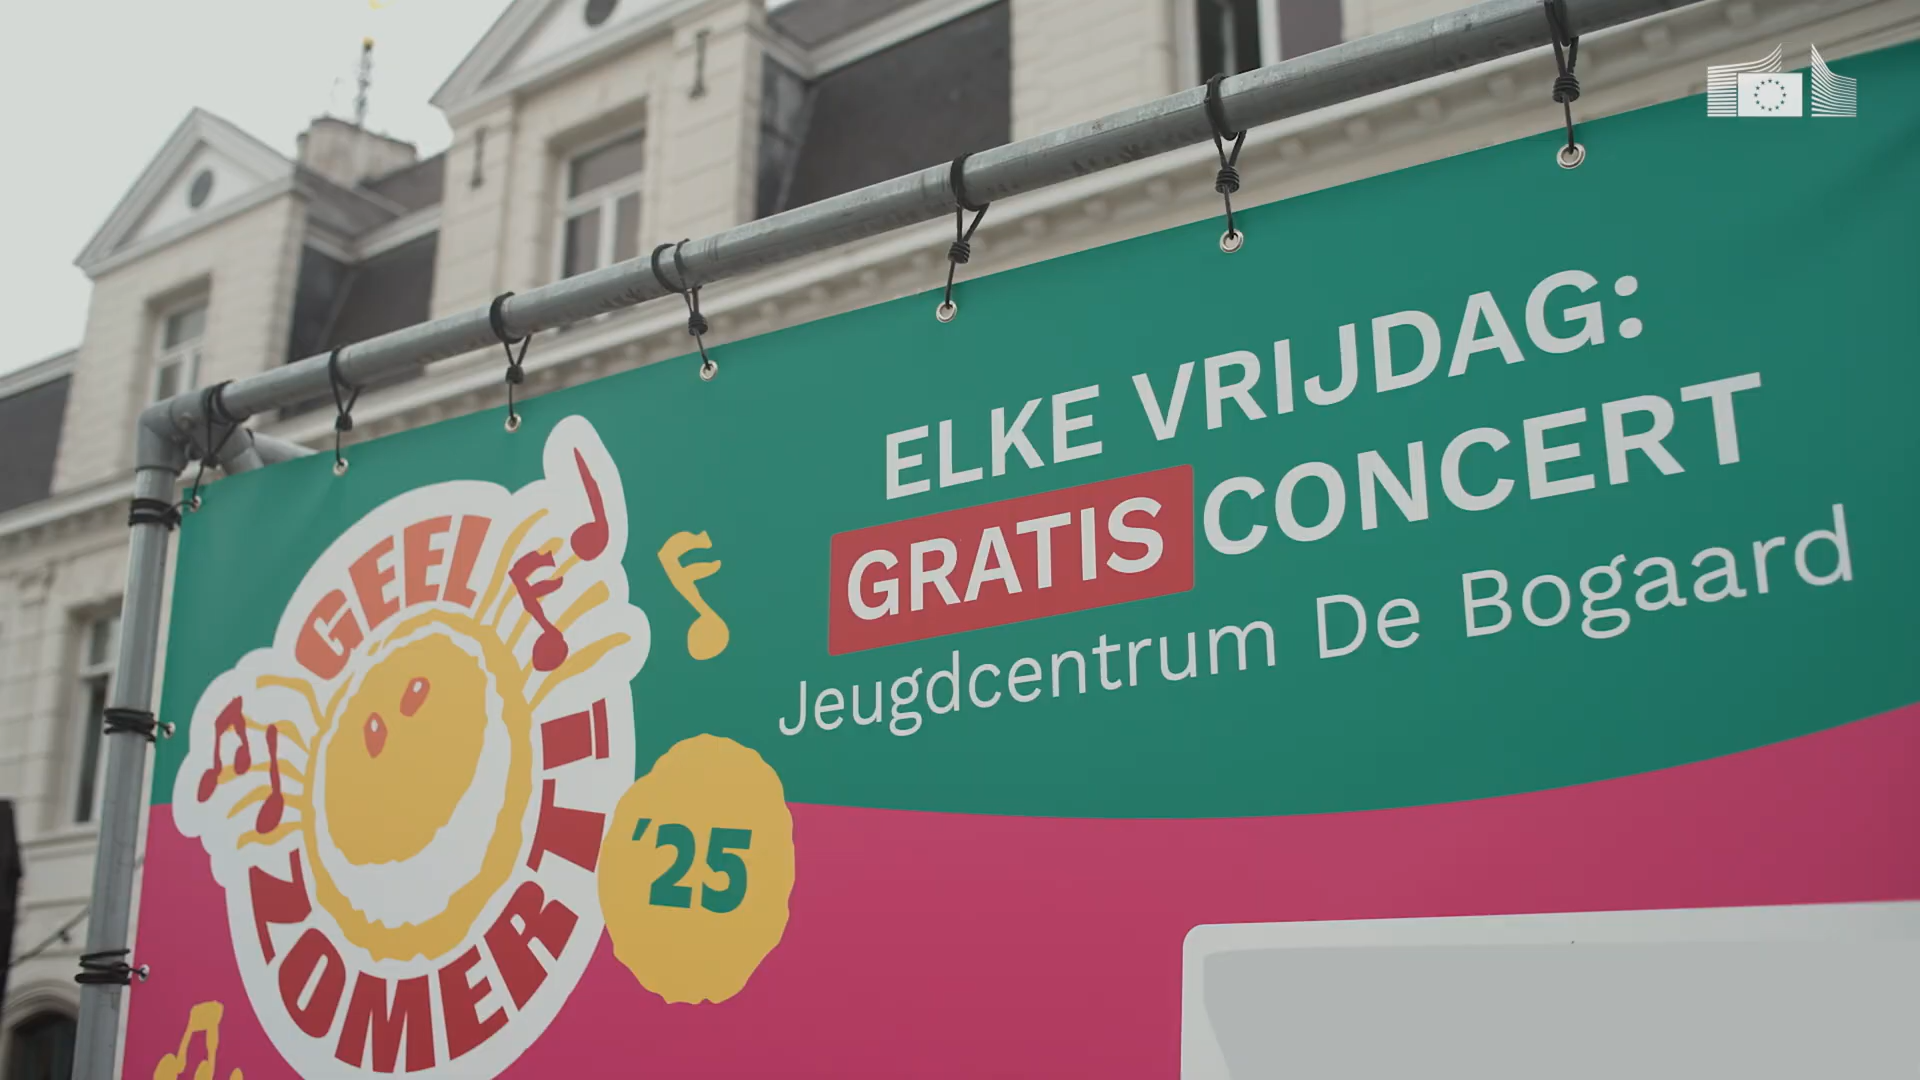 ELKE VRIJDAG:
GRATIS CONCERT
Jeugdcentrum De Bogaard
GEEL
ZOMERT!
'25